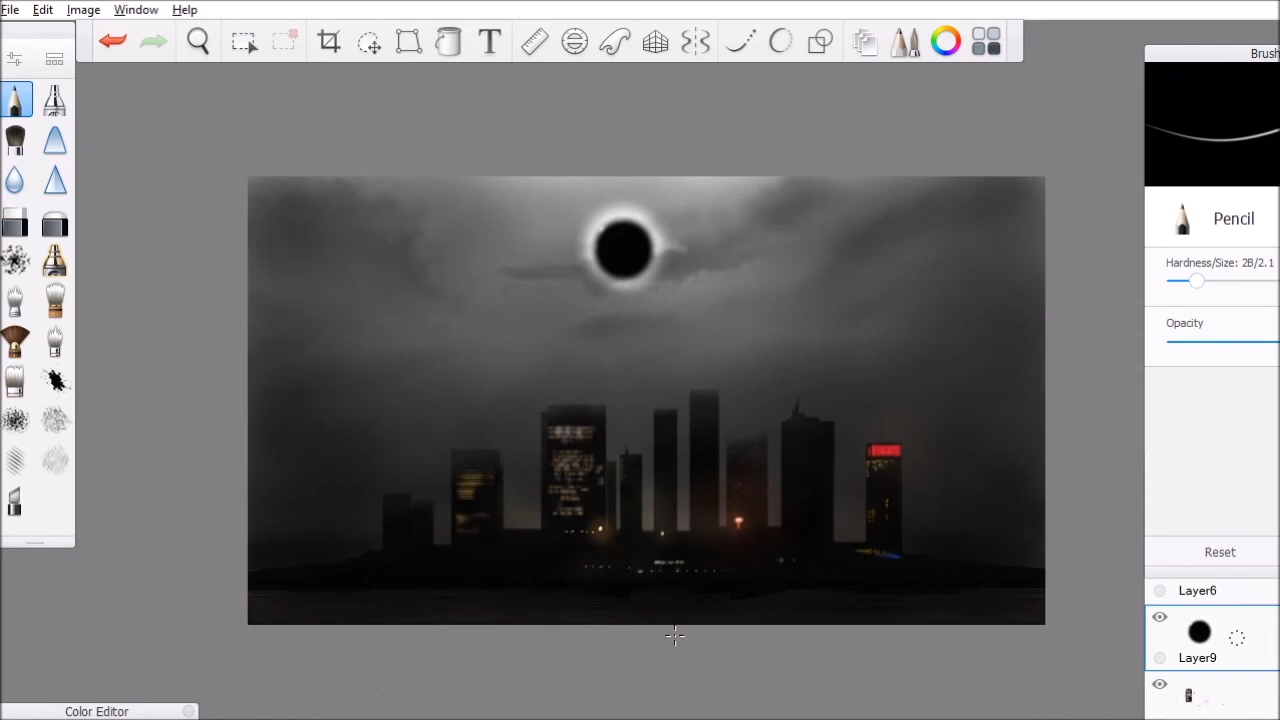 File Edit Image Window Help
T
Brush
Pencil
Hardness/Size: 2B/2.1
Opacity
Reset
Layer6
Layer9
Color Editor